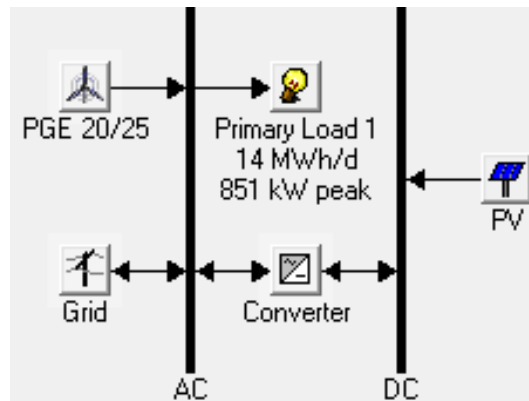 PGE 20/25
Primary Load 1
14 MWh/d
851 kW peak
PV
Grid
Converter
AC
DC